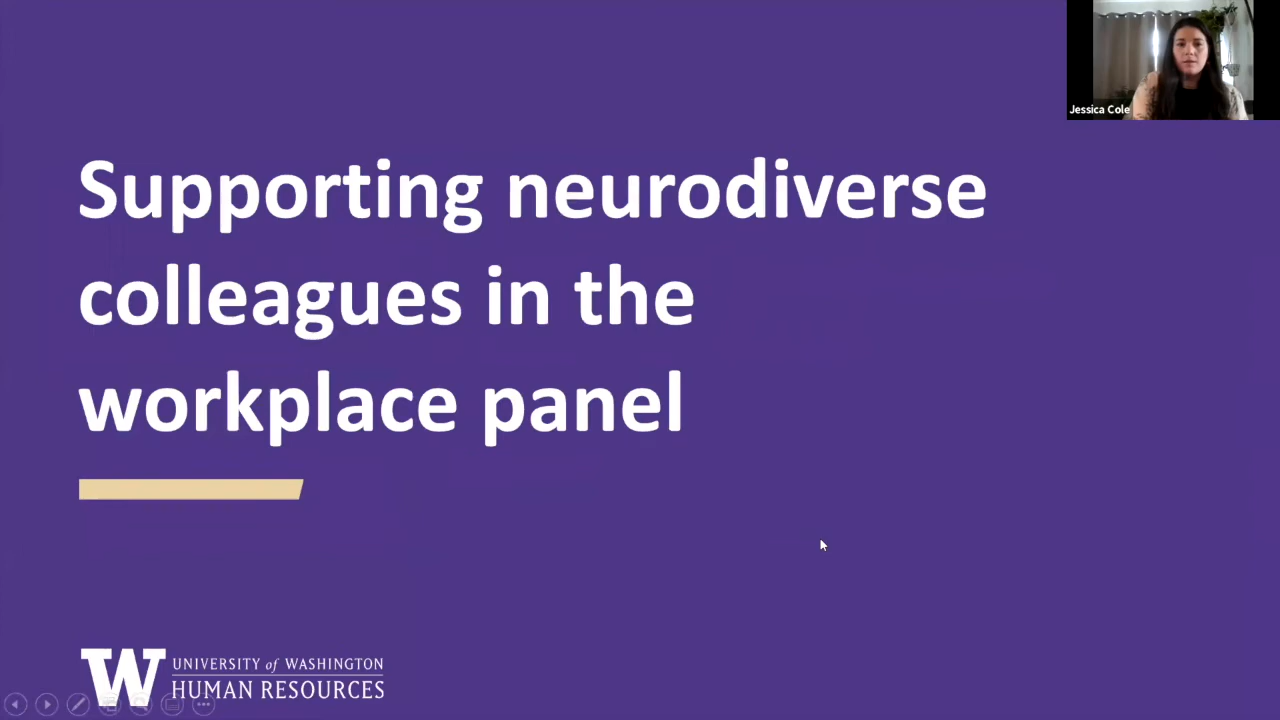 Jessica Cole
Supporting neurodiverse
colleagues in the
workplace panel
W
UNIVERSITY of WASHINGTON
HUMAN RESOURCES